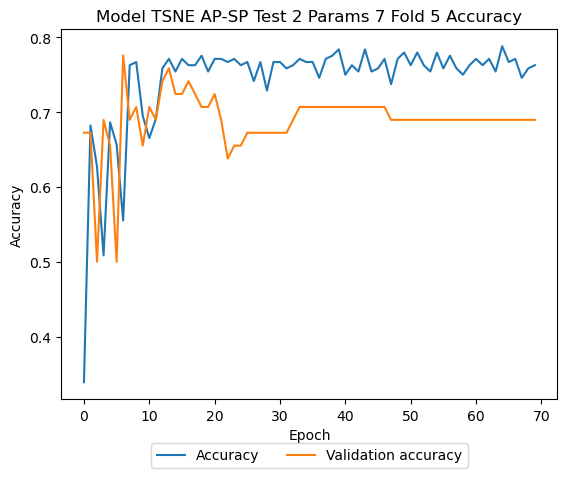 Model TSNE AP-SP Test 2 Params 7 Fold 5 Accuracy
0.8
0.7
0.6
0.5
0.4
Accuracy
0 10 20 30 40 50 60 70
Epoch
Accuracy Validation accuracy